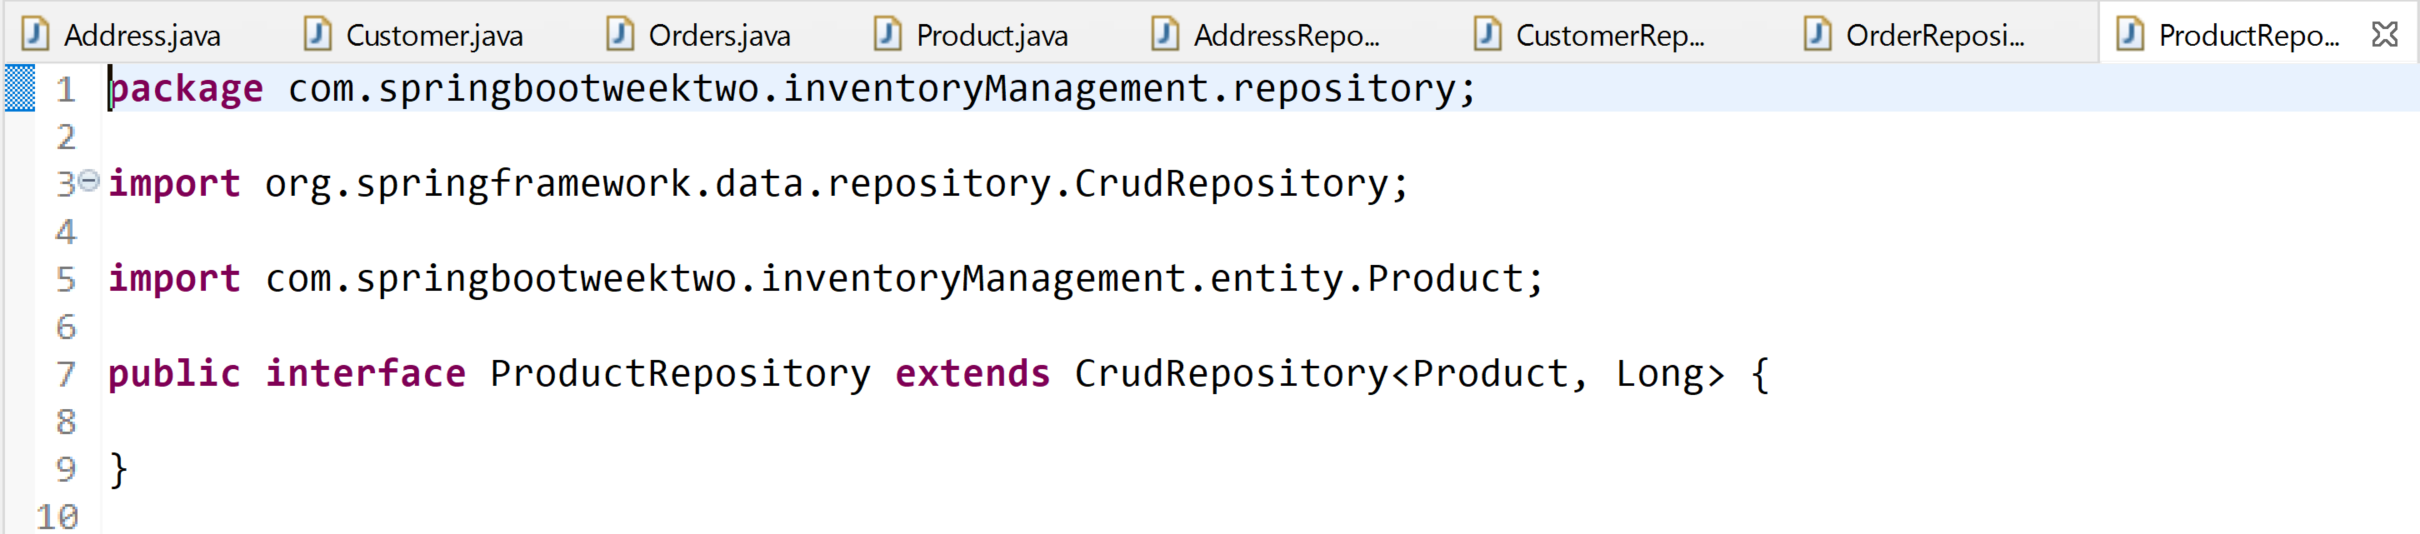 Address.java Customer.java Orders.java Product.java AddressRepo... CustomerRep... OrderReposi... ProductRepo...
1 package com.springbootweektwo.inventoryManagement.repository;
2
3 import org.springframework.data.repository.CrudRepository;
4
5 import com.springbootweektwo.inventoryManagement.entity.Product;
6
7 public interface ProductRepository extends CrudRepository<Product, Long> {
8
9 }
10